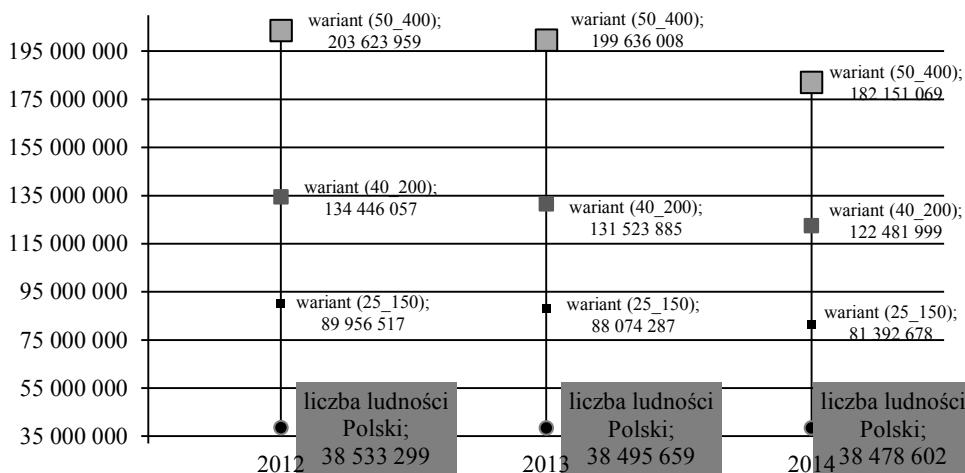 195 000 000
175 000 000
155 000 000
135 000 000
115 000 000
95 000 000
75 000 000
55 000 000
35 000 000
wariant (50_400);
203 623 959
wariant (50_400);
199 636 008
wariant (50_400);
182 151 069
wariant (40_200);
134 446 057
wariant (40_200);
131 523 885
wariant (40_200);
122 481 999
wariant (25_150);
89 956 517
wariant (25_150);
88 074 287
wariant (25_150);
81 392 678
liczba ludności
Polski;
38 533 299
liczba ludności
Polski;
38 495 659
liczba ludności
Polski;
38 478 602
2012
2013
2014